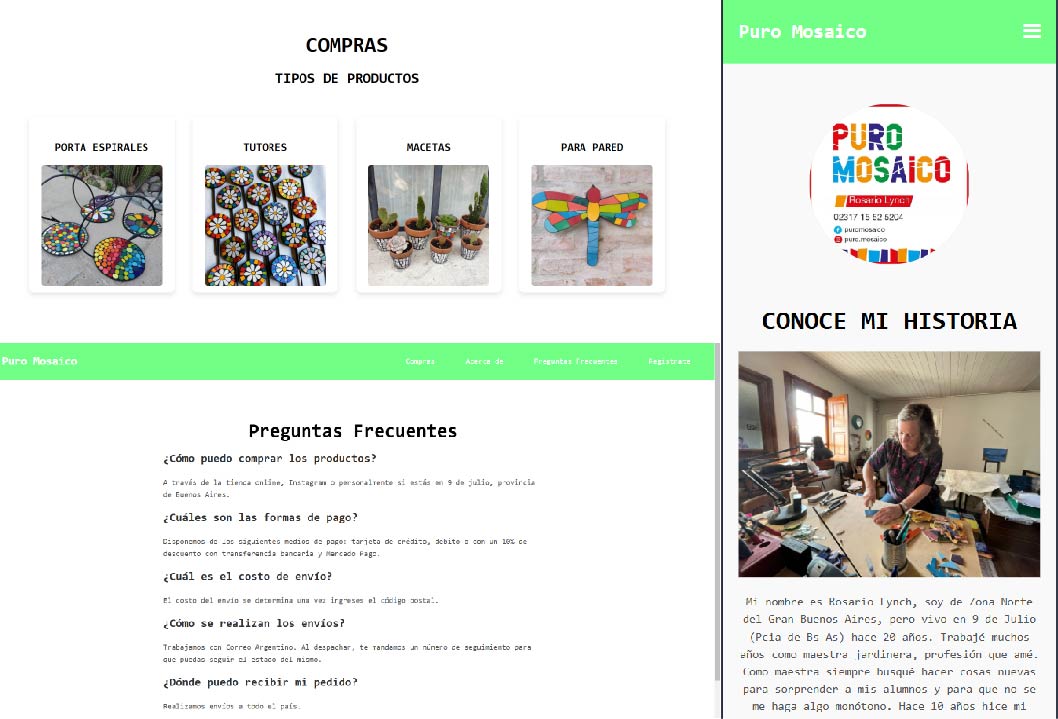 COMPRAS
TIPOS DE PRODUCTOS
PORTA ESPIRALES
TUTORES
MACETAS
PARA PARED
Puro Mosaico
Compras
Acerca de
Preguntas Frecuentes
Registrate
Preguntas Frecuentes
¿Cómo puedo comprar los productos?
A través de la tienda online, Instagram o personalmente si estás en 9 de julio, provincia
de Buenos Aires.
¿Cuáles son las formas de pago?
Disponemos de los siguientes medios de pago: tarjeta de crédito, debito o con un 10% de
descuento con transferencia bancaria y Mercado Pago.
¿Cuál es el costo de envío?
El costo del envío se determina una vez ingreses el código postal.
¿Cómo se realizan los envíos?
Trabajamos con Correo Argentino. Al despachar, te mandamos un número de seguimiento para
que puedas seguir el estado del mismo.
¿Dónde puedo recibir mi pedido?
Realizamos envíos a todo el país.
Puro Mosaico
PURO
MOSAICO
Rosario Lynch
02317 15 52 5204
puromosaico
puro.mosaico
CONOCE MI HISTORIA
Mi nombre es Rosario Lynch, soy de Zona Norte
del Gran Buenos Aires, pero vivo en 9 de Julio
(Pcia de Bs As) hace 20 años. Trabajé muchos
años como maestra jardinera, profesión que amé.
Como maestra siempre busqué hacer cosas nuevas
para sorprender a mis alumnos y para que no se
me haga algo monótono. Hace 10 años hice mi